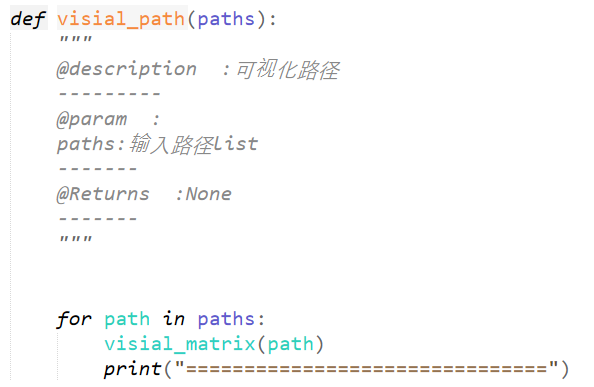 def visial_path(paths):
"""
@description  :可视化路径
---------
@param  :
paths:输入路径List
-------
@Returns  :None
-------
"""
for path in paths:
visial_matrix(path)
print("===============================")